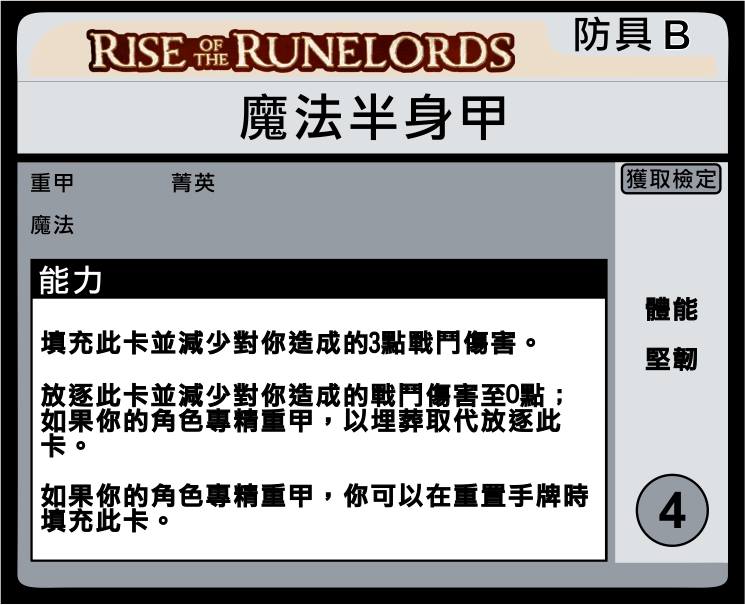 RISE OF THE RUNELORDS
防具 B
魔法半身甲
重甲 菁英
獲取檢定
魔法
能力
填充此卡並減少對你造成的3點戰鬥傷害。
放逐此卡並減少對你造成的戰鬥傷害至0點；
如果你的角色專精重甲，以埋葬取代放逐此
卡。
如果你的角色專精重甲，你可以在重置手牌時
填充此卡。
體能
堅韌
4